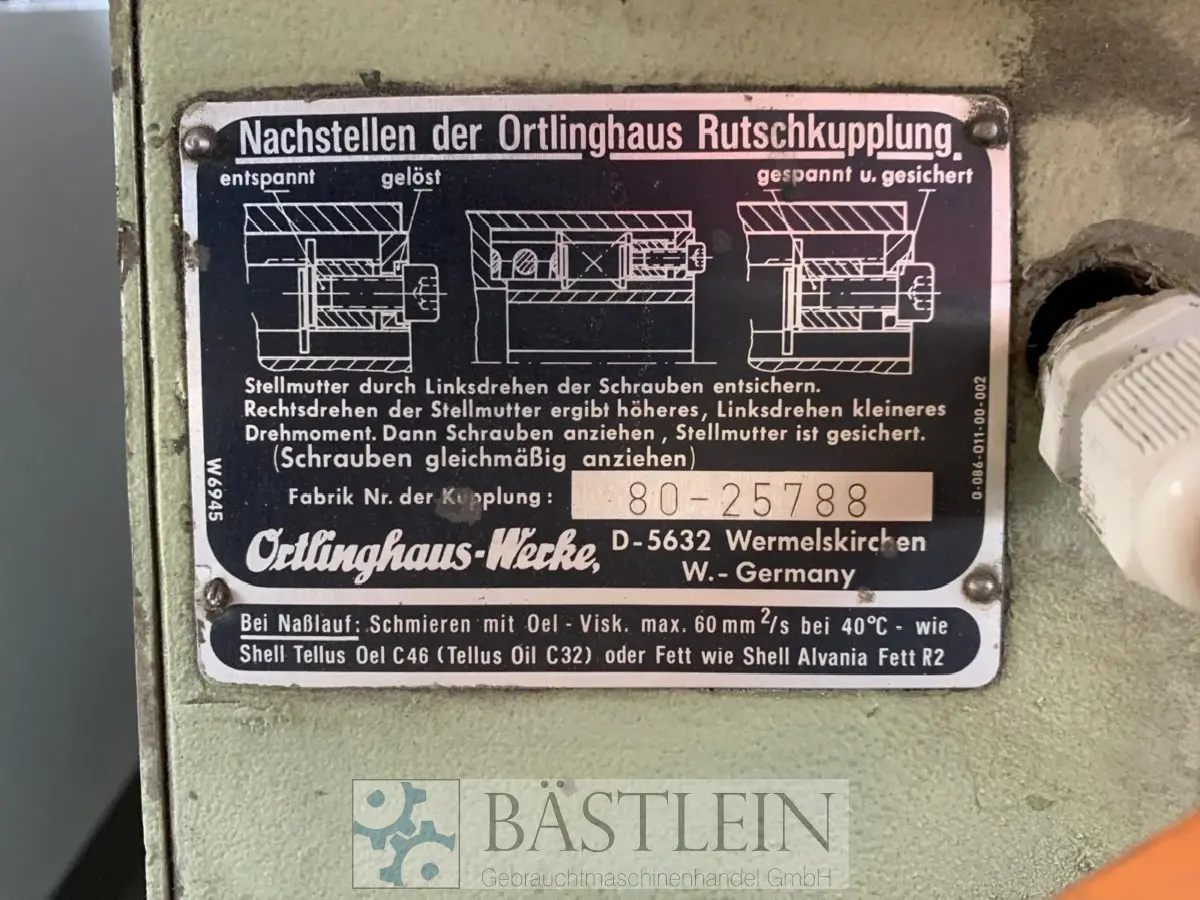 Nachstellen der Ortlinghaus Rutschkupplung.
entspannt gelöst gespannt u. gesichert
Stellmutter durch Linksdrehen der Schrauben entsichern.
Rechtsdrehen der Stellmutter ergibt höheres, Linksdrehen kleineres
Drehmoment. Dann Schrauben anziehen, Stellmutter ist gesichert.
(Schrauben gleichmäßig anziehen)
W6945
0-086-011-00-002
Fabrik Nr. der Kupplung: 80-25788
Ortlinghaus-Werke, D-5632 Wermelskirchen
W.-Germany
Bei Naßlauf: Schmieren mit Oel - Visk. max. 60 mm²/s bei 40°C - wie
Shell Tellus Oel C46 (Tellus Oil C32) oder Fett wie Shell Alvania Fett R2
BÄSTLEIN
Gebrauchtmaschinenhandel GmbH